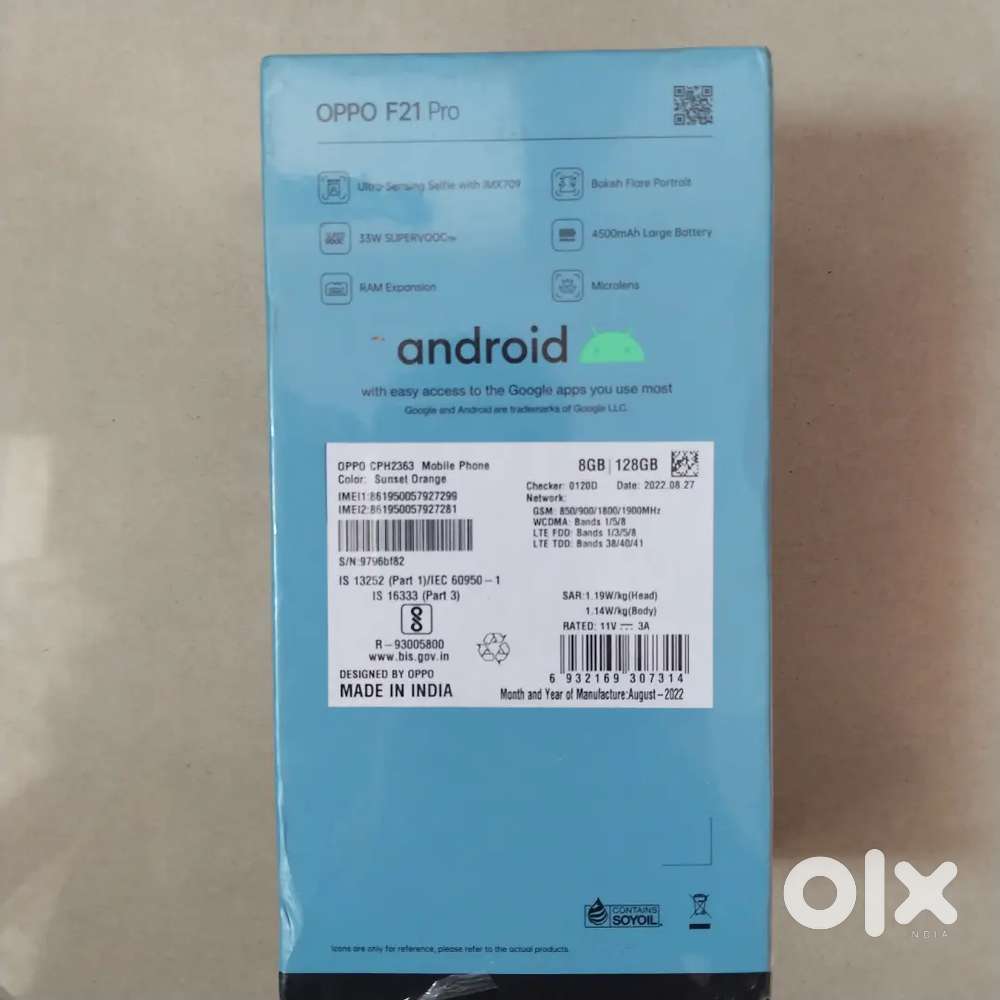 OPPO F21 Pro
Ultra-Sensing Selfie with IMX709
Bokeh Flare Portrait
SUPER VOOC
33W SUPERVOOC™
4500mAh Large Battery
RAM Expansion
Microlens
android
with easy access to the Google apps you use most
Google and Android are trademarks of Google LLC.
OPPO CPH2363 Mobile Phone
8GB | 128GB
Color: Sunset Orange
Checker: 0120D Date: 2022.08.27
IMEI1:861950057927299
Network:
IMEI2:861950057927281
GSM: 850/900/1800/1900MHz
WCDMA: Bands 1/5/8
LTE FDD: Bands 1/3/5/8
LTE TDD: Bands 38/40/41
S/N:9796bf82
IS 13252 (Part 1)/IEC 60950-1
IS 16333 (Part 3)
SAR:1.19W/kg(Head)
1.14W/kg(Body)
RATED: 11V ⎓ 3A
R-93005800
www.bis.gov.in
6 932169 307314
DESIGNED BY OPPO
MADE IN INDIA
Month and Year of Manufacture:August-2022
CONTAINS
SOYOIL
Icons are only for reference, please refer to the actual products.
olx
INDIA